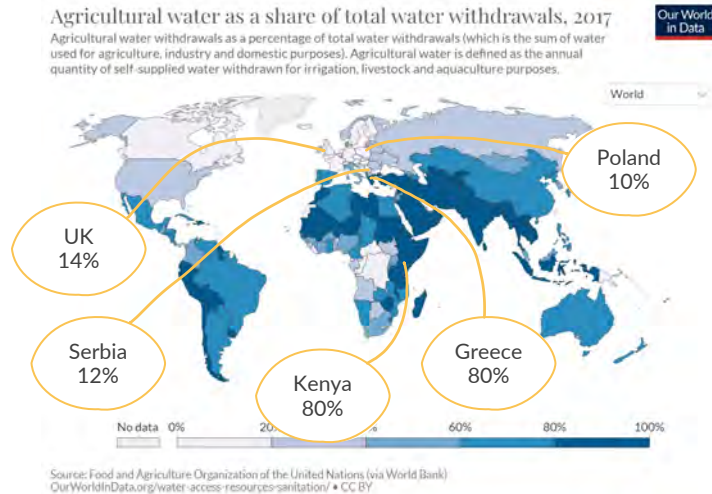 Agricultural water as a share of total water withdrawals, 2017
Our World
in Data
Agricultural water withdrawals as a percentage of total water withdrawals (which is the sum of water
used for agriculture, industry and domestic purposes). Agricultural water is defined as the annual
quantity of self-supplied water withdrawn for irrigation, livestock and aquaculture purposes.
World
Poland
10%
UK
14%
Serbia
12%
Kenya
80%
Greece
80%
No data
0%
60%
80%
100%
Source: Food and Agriculture Organization of the United Nations (via World Bank)
OurWorldInData.org/water-access-resources-sanitation/ • CC BY